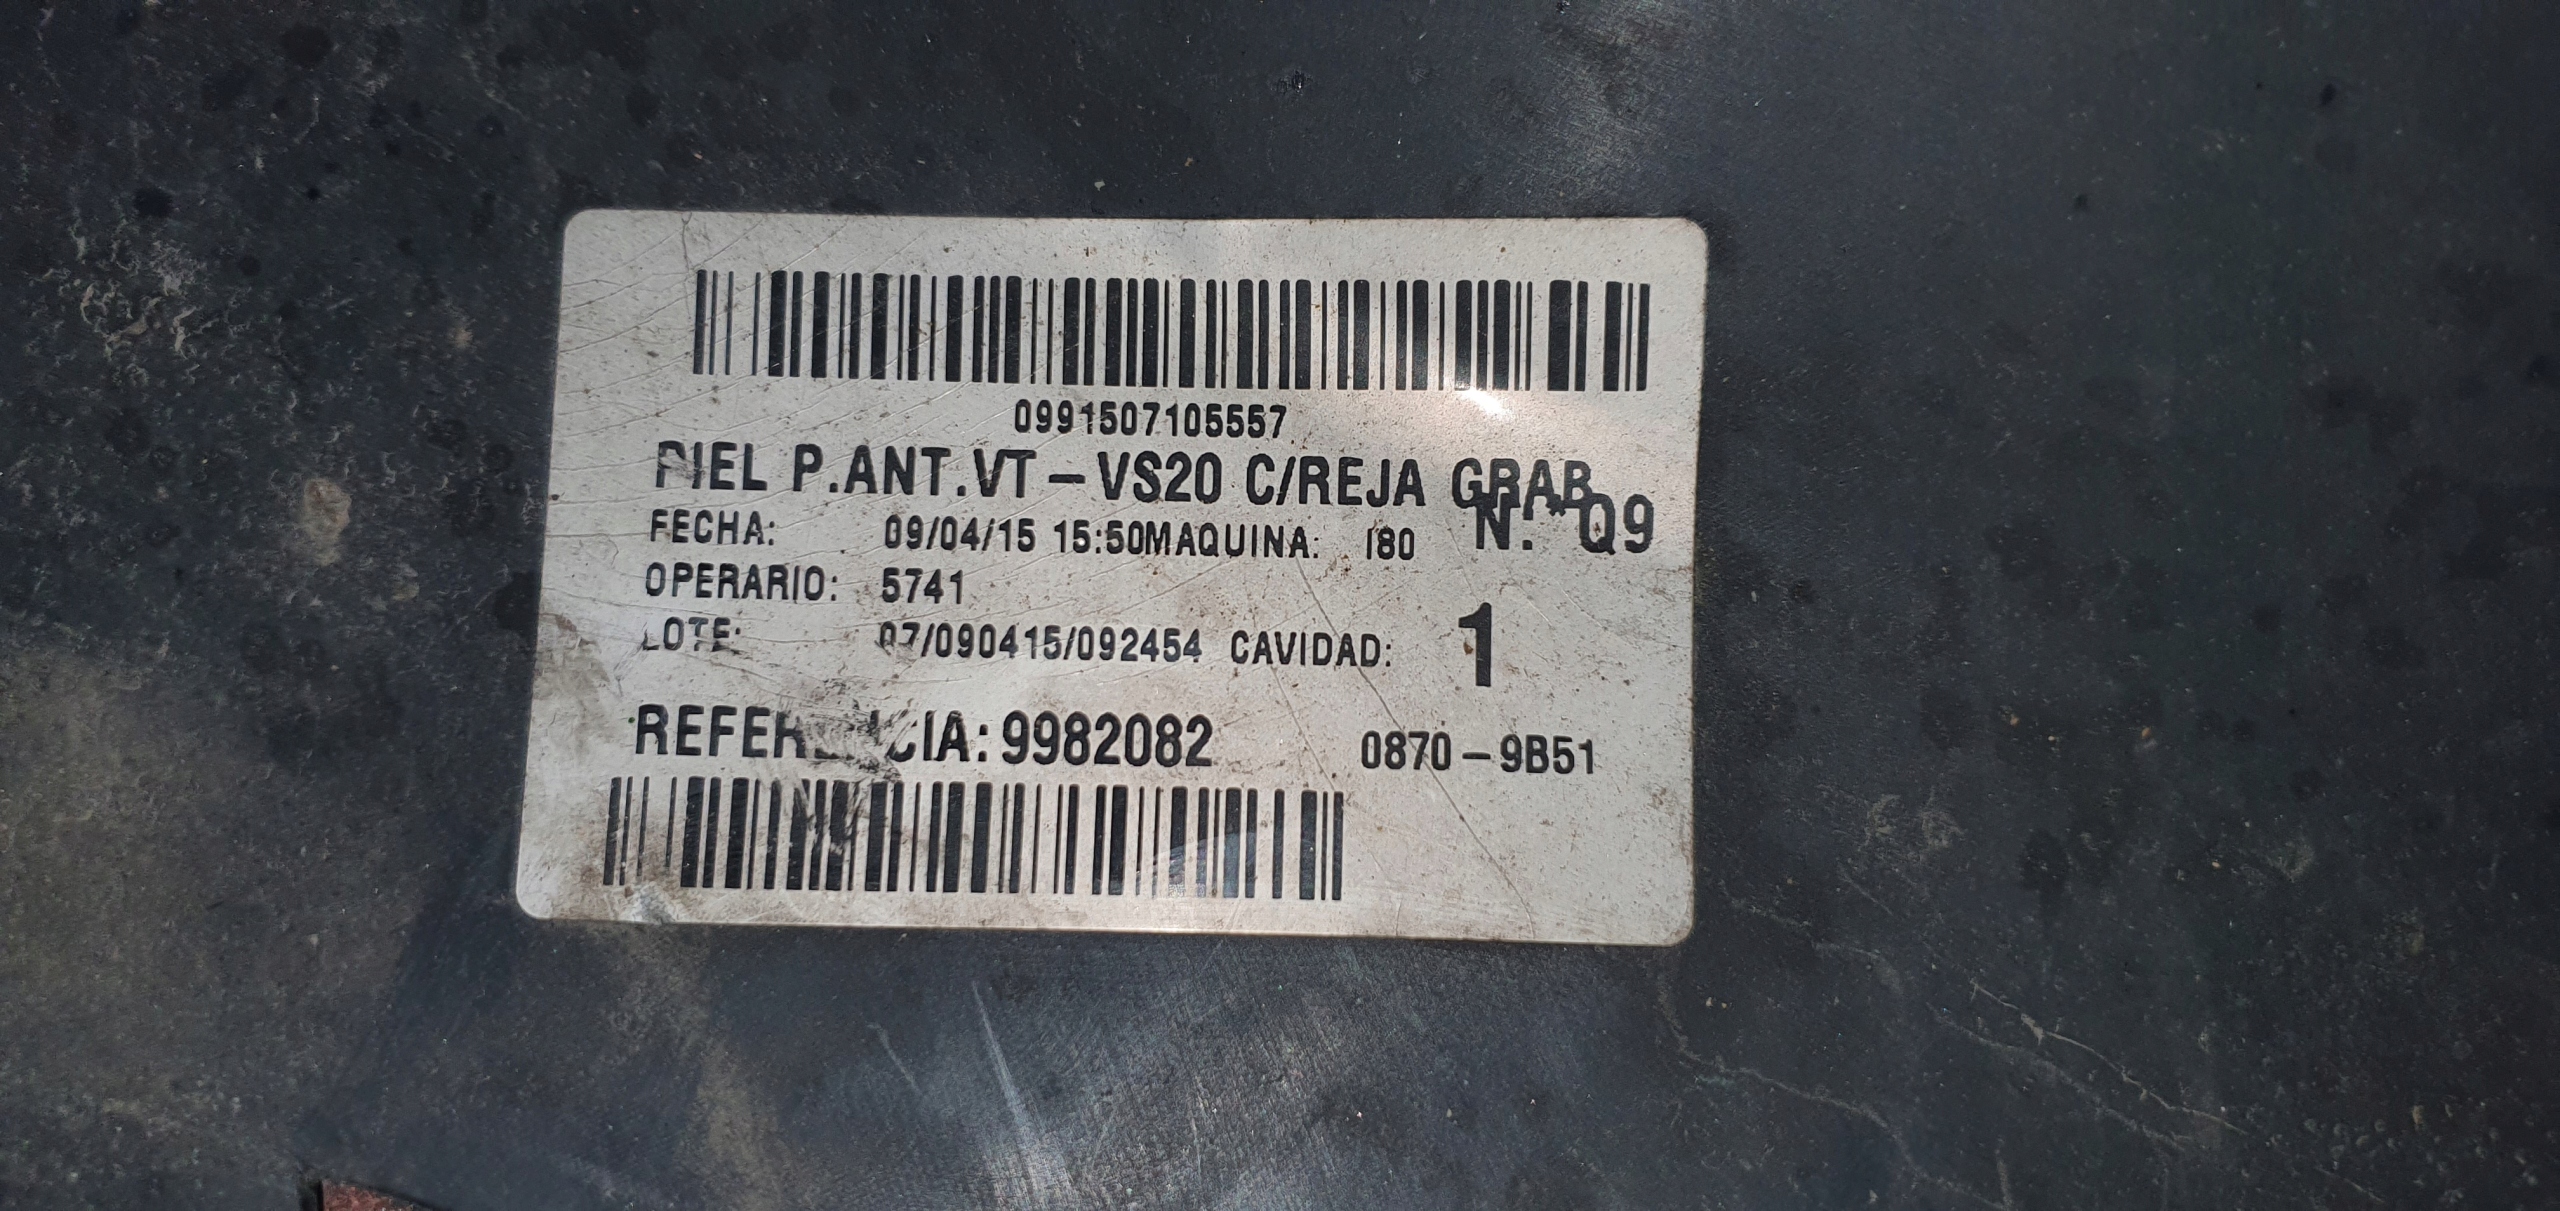 0991507105557
PIEL P.ANT.VT-VS20 C/REJA GRAB
N. Q9
FECHA: 09/04/15 15:50MAQUINA: I80
OPERARIO: 5741
LOTE: 07/090415/092454 CAVIDAD: 1
REFERENCIA:9982082 0870-9B51